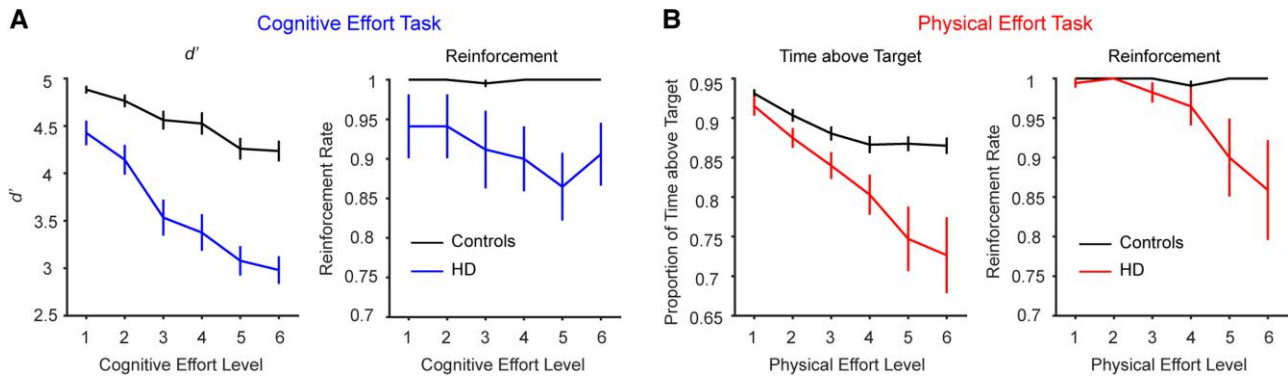 A
Cognitive Effort Task
d'
d'
5
4.5
4
3.5
3
2.5
1 2 3 4 5 6
Cognitive Effort Level
Reinforcement
Reinforcement Rate
1
0.95
0.9
0.85
0.8
0.75
0.7
Controls
HD
1 2 3 4 5 6
Cognitive Effort Level
B
Physical Effort Task
Time above Target
Proportion of Time above Target
0.95
0.9
0.85
0.8
0.75
0.7
0.65
1 2 3 4 5 6
Physical Effort Level
Reinforcement
Reinforcement Rate
1
0.95
0.9
0.85
0.8
0.75
0.7
Controls
HD
1 2 3 4 5 6
Physical Effort Level